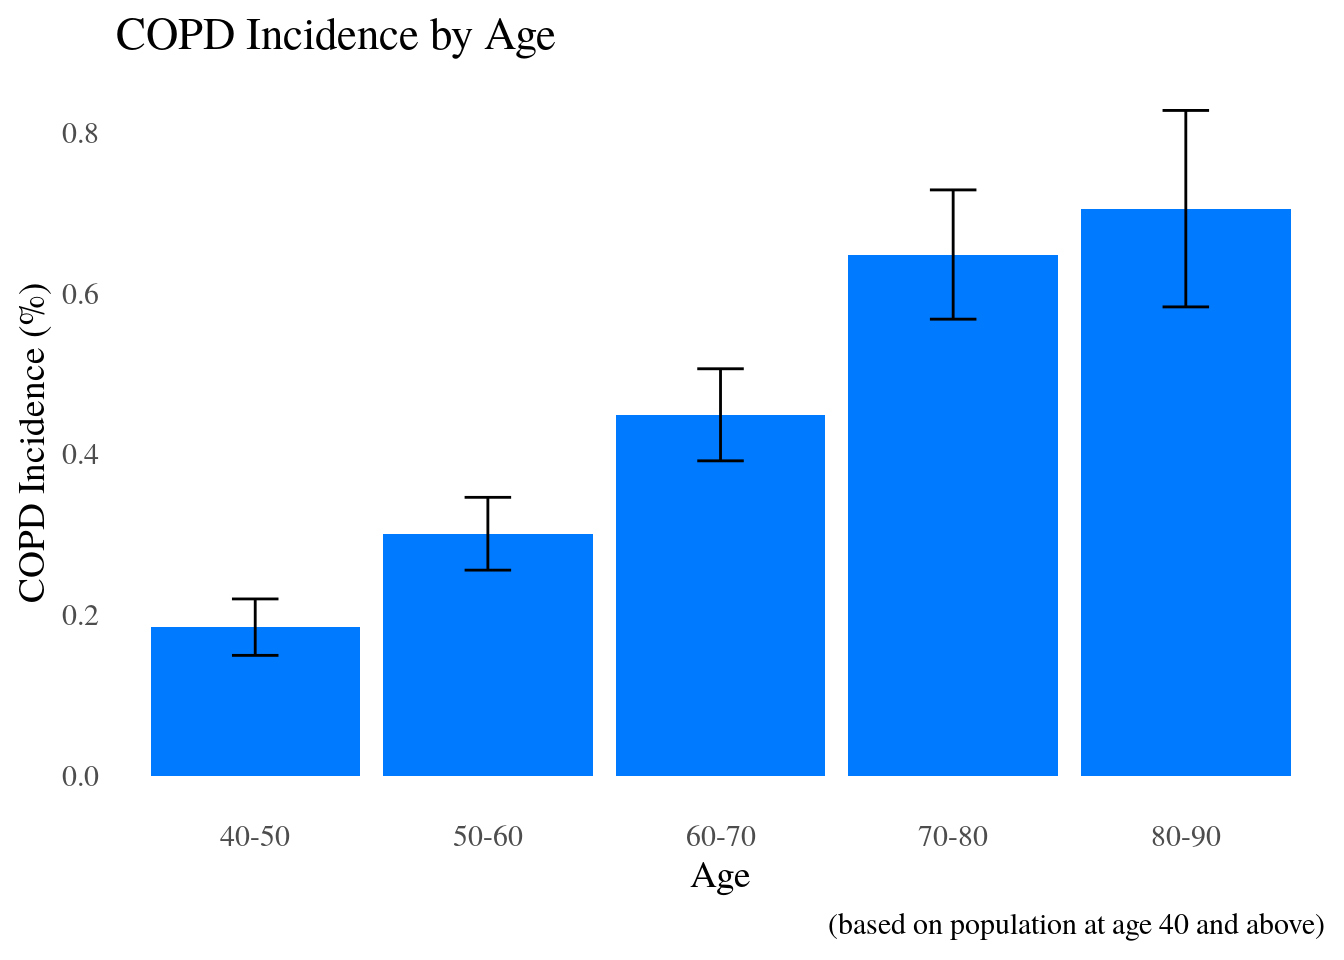 COPD Incidence by Age
COPD Incidence (%)
0.8
0.6
0.4
0.2
0.0
40-50 50-60 60-70 70-80 80-90
Age
(based on population at age 40 and above)